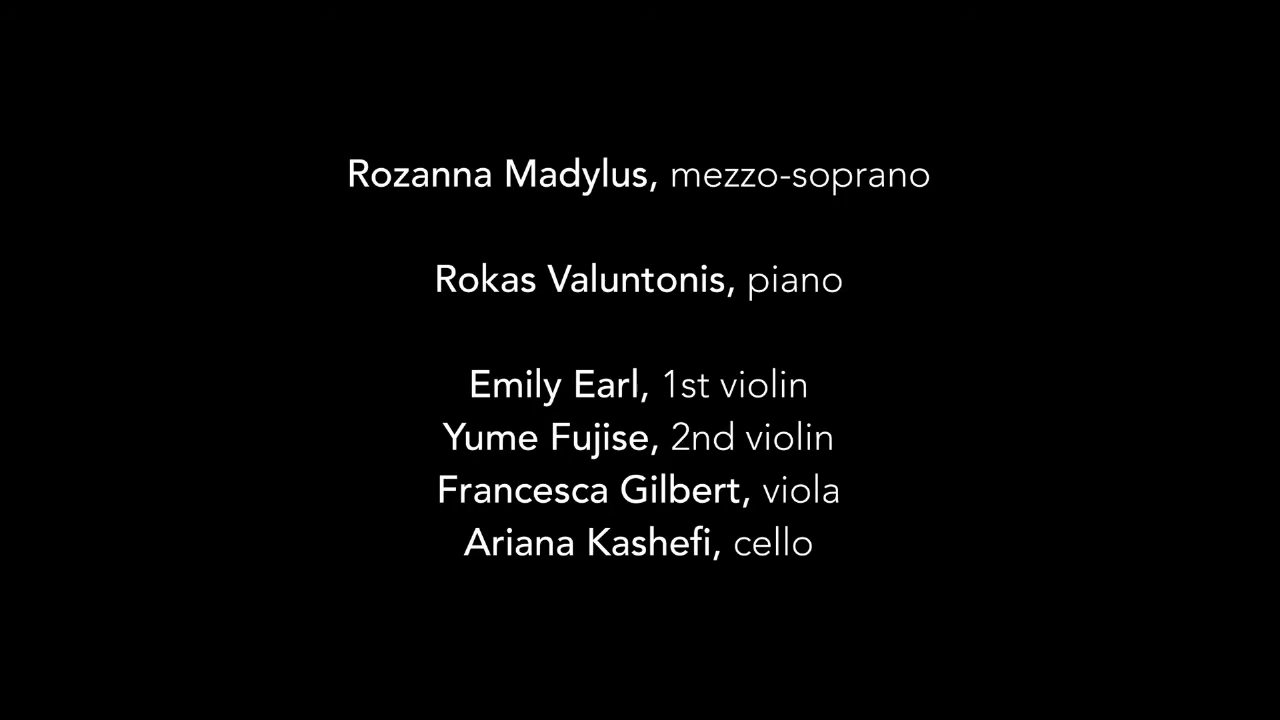 Rozanna Madylus, mezzo-soprano
Rokas Valuntonis, piano
Emily Earl, 1st violin
Yume Fujise, 2nd violin
Francesca Gilbert, viola
Ariana Kashefi, cello